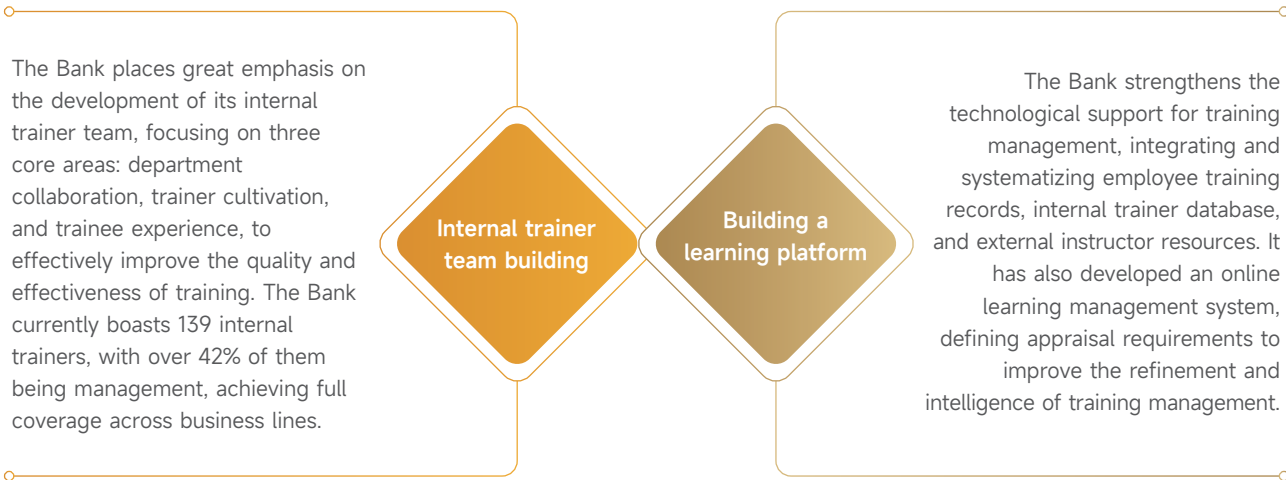 The Bank places great emphasis on
the development of its internal
trainer team, focusing on three
core areas: department
collaboration, trainer cultivation,
and trainee experience, to
effectively improve the quality and
effectiveness of training. The Bank
currently boasts 139 internal
trainers, with over 42% of them
being management, achieving full
coverage across business lines.
Internal trainer
team building
Building a
learning platform
The Bank strengthens the
technological support for training
management, integrating and
systematizing employee training
records, internal trainer database,
and external instructor resources. It
has also developed an online
learning management system,
defining appraisal requirements to
improve the refinement and
intelligence of training management.